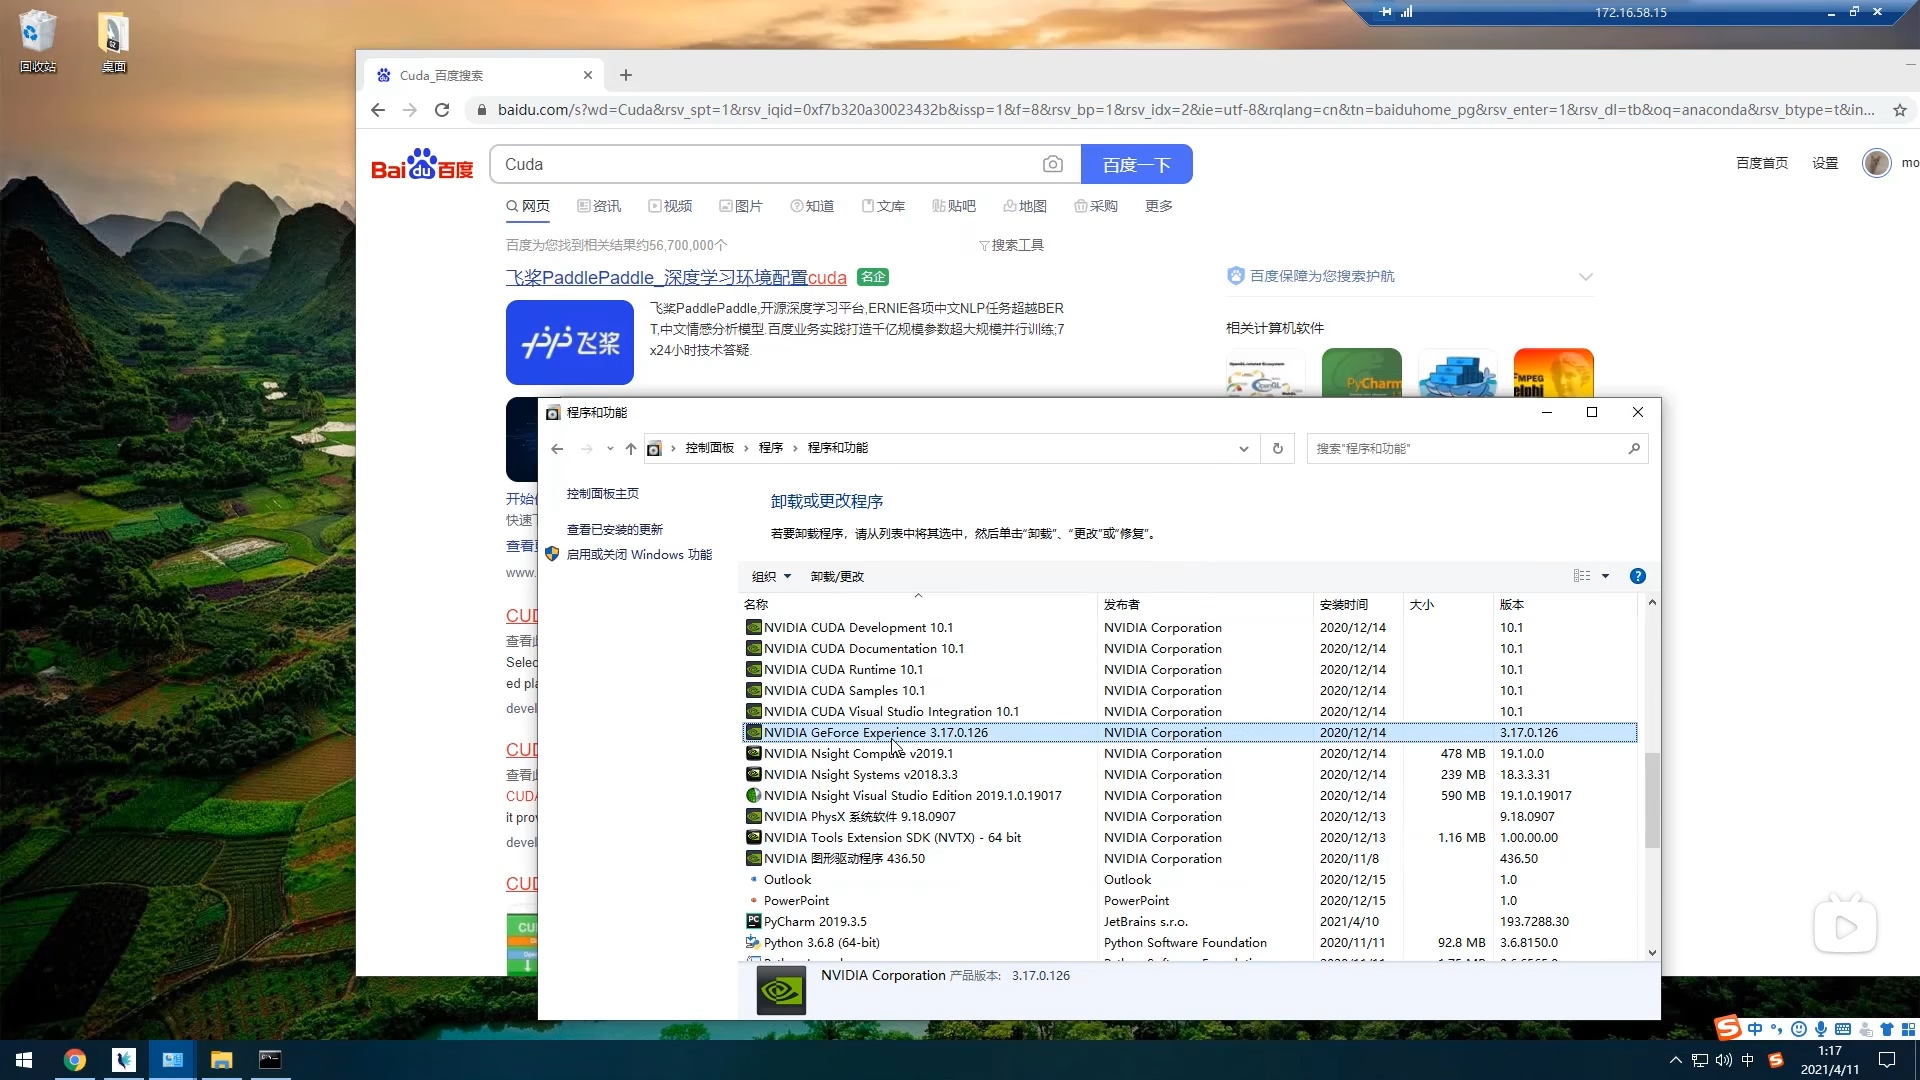 172.16.58.15
回收站
桌面
Cuda_百度搜索
baidu.com/s?wd=Cuda&rsv_spt=1&rsv_iqid=0xf7b320a30023432b&issp=1&f=8&rsv_bp=1&rsv_idx=2&ie=utf-8&rqlang=cn&tn=baiduhome_pg&rsv_enter=1&rsv_dl=tb&oq=anaconda&rsv_btype=t&in...
Bai du 百度
Cuda
百度一下
百度首页 设置 mo
网页 资讯 视频 图片 知道 文库 贴吧 地图 采购 更多
百度为您找到相关结果约56,700,000个
搜索工具
飞桨PaddlePaddle_深度学习环境配置cuda 名企
飞桨
飞桨PaddlePaddle,开源深度学习平台,ERNIE各项中文NLP任务超越BER
T,中文情感分析模型.百度业务实践打造千亿规模参数超大规模并行训练;7
x24小时技术答疑.
百度保障为您搜索护航
相关计算机软件
OpenGL
PyCharm
FMPEG
elphi
开始
快速
查看
www.
CUD
查看
Selec
ed pla
devel
CUD
查看
CUDA
it prov
devel
CUD
CU
程序和功能
控制面板 程序 程序和功能
搜索"程序和功能"
控制面板主页
查看已安装的更新
启用或关闭 Windows 功能
卸载或更改程序
若要卸载程序，请从列表中将其选中，然后单击“卸载”、“更改”或“修复”。
组织 卸载/更改
名称 发布者 安装时间 大小 版本
NVIDIA CUDA Development 10.1 NVIDIA Corporation 2020/12/14 10.1
NVIDIA CUDA Documentation 10.1 NVIDIA Corporation 2020/12/14 10.1
NVIDIA CUDA Runtime 10.1 NVIDIA Corporation 2020/12/14 10.1
NVIDIA CUDA Samples 10.1 NVIDIA Corporation 2020/12/14 10.1
NVIDIA CUDA Visual Studio Integration 10.1 NVIDIA Corporation 2020/12/14 10.1
NVIDIA GeForce Experience 3.17.0.126 NVIDIA Corporation 2020/12/14 3.17.0.126
NVIDIA Nsight Compute v2019.1 NVIDIA Corporation 2020/12/14 478 MB 19.1.0.0
NVIDIA Nsight Systems v2018.3.3 NVIDIA Corporation 2020/12/14 239 MB 18.3.3.31
NVIDIA Nsight Visual Studio Edition 2019.1.0.19017 NVIDIA Corporation 2020/12/14 590 MB 19.1.0.19017
NVIDIA PhysX 系统软件 9.18.0907 NVIDIA Corporation 2020/12/13 9.18.0907
NVIDIA Tools Extension SDK (NVTX) - 64 bit NVIDIA Corporation 2020/12/13 1.16 MB 1.00.00.00
NVIDIA 图形驱动程序 436.50 NVIDIA Corporation 2020/11/8 436.50
Outlook Outlook 2020/12/15 1.0
PowerPoint PowerPoint 2020/12/15 1.0
PyCharm 2019.3.5 JetBrains s.r.o. 2021/4/10 193.7288.30
Python 3.6.8 (64-bit) Python Software Foundation 2020/11/11 92.8 MB 3.6.8150.0
NVIDIA Corporation 产品版本: 3.17.0.126
中
中
1:17
2021/4/11